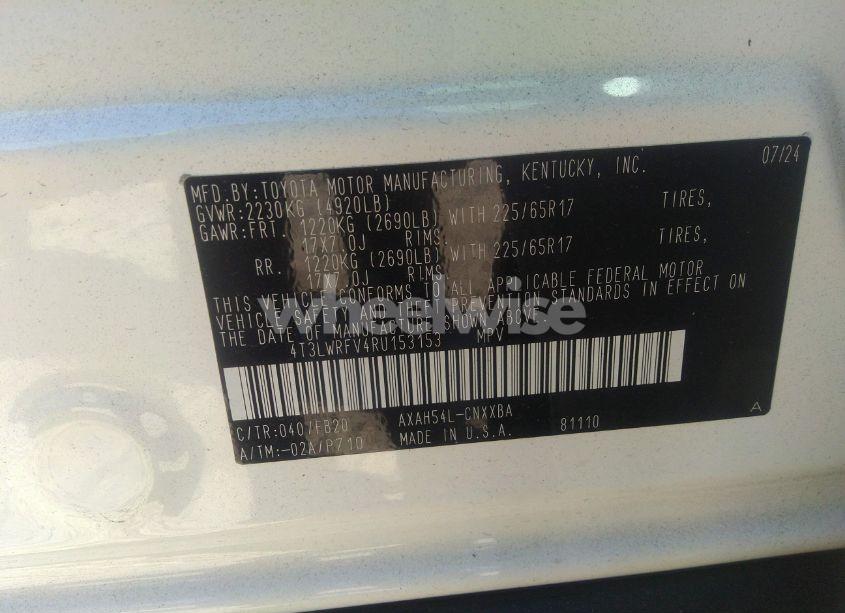 07/24
MFD.BY:TOYOTA MOTOR MANUFACTURING, KENTUCKY, INC.
GVWR:2230KG (4920LB)
GAWR:FRT. 1220KG (2690LB) WITH 225/65R17 TIRES,
17X7.0J RIMS.
RR. 1220KG (2690LB) WITH 225/65R17 TIRES,
17X7.0J RIMS.
THIS VEHICLE CONFORMS TO ALL APPLICABLE FEDERAL MOTOR
VEHICLE SAFETY AND THEFT PREVENTION STANDARDS IN EFFECT ON
THE DATE OF MANUFACTURE SHOWN ABOVE.
4T3LWRFV4RU153153 MPV
wheelwise
C/TR:040/FB20 AXAH54L-CNXXBA
A/TM:-02A/P710 MADE IN U.S.A. 81110 A